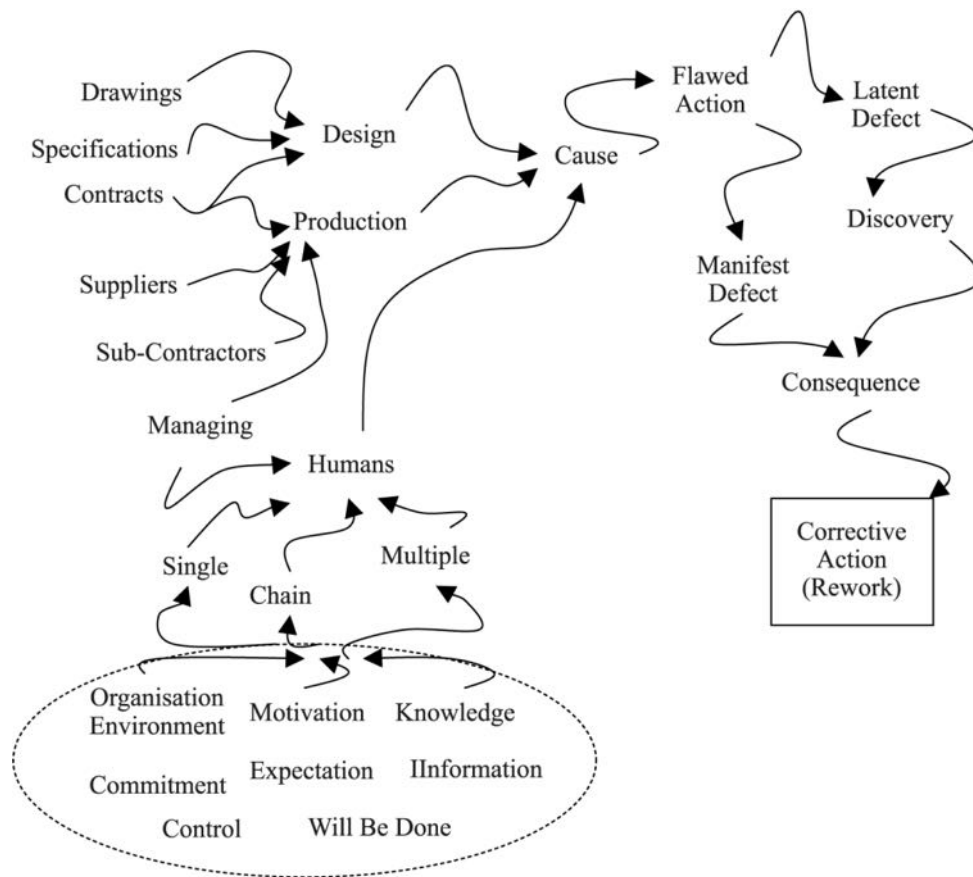 Drawings
Specifications
Contracts
Suppliers
Sub-Contractors
Managing
Design
Production
Humans
Single
Chain
Multiple
Cause
Flawed
Action
Latent
Defect
Discovery
Manifest
Defect
Consequence
Corrective
Action
(Rework)
Organisation
Environment
Motivation
Knowledge
Commitment
Expectation
IInformation
Control
Will Be Done